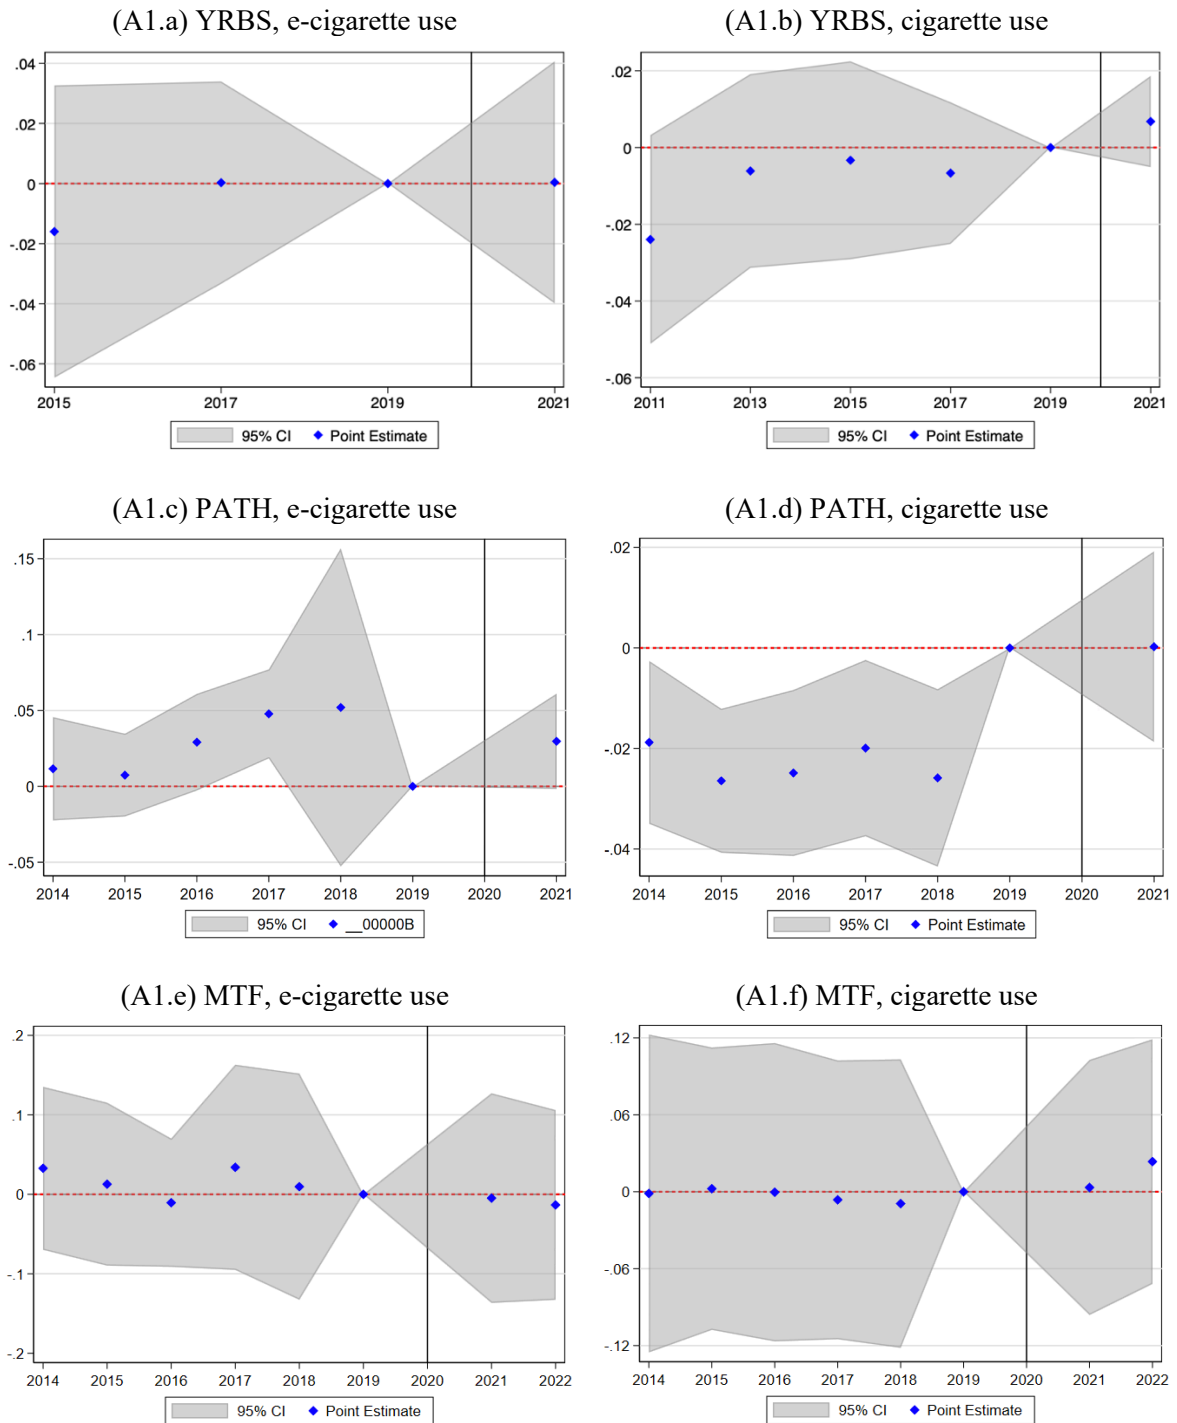 (A1.a) YRBS, e-cigarette use
.04
.02
0
-.02
-.04
-.06
2015 2017 2019 2021
95% CI Point Estimate
(A1.b) YRBS, cigarette use
.02
0
-.02
-.04
-.06
2011 2013 2015 2017 2019 2021
95% CI Point Estimate
(A1.c) PATH, e-cigarette use
.15
.1
.05
0
-.05
2014 2015 2016 2017 2018 2019 2020 2021
95% CI __00000B
(A1.d) PATH, cigarette use
.02
0
-.02
-.04
2014 2015 2016 2017 2018 2019 2020 2021
95% CI Point Estimate
(A1.e) MTF, e-cigarette use
.2
.1
0
-.1
-.2
2014 2015 2016 2017 2018 2019 2020 2021 2022
95% CI Point Estimate
(A1.f) MTF, cigarette use
.12
.06
0
-.06
-.12
2014 2015 2016 2017 2018 2019 2020 2021 2022
95% CI Point Estimate